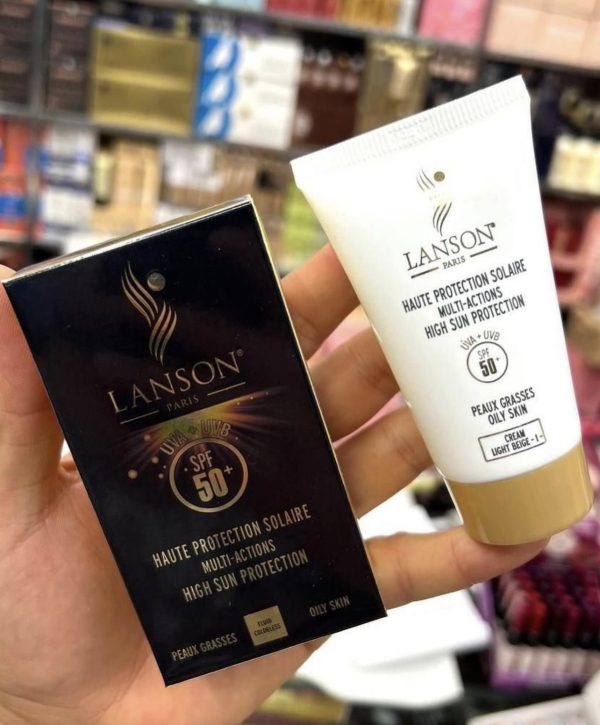 LANSON®
PARIS
UVA + UVB
SPF
50+
HAUTE PROTECTION SOLAIRE
MULTI-ACTIONS
HIGH SUN PROTECTION
PEAUX GRASSES
FLUID
COLORLESS
OILY SKIN
LANSON®
PARIS
HAUTE PROTECTION SOLAIRE
MULTI-ACTIONS
HIGH SUN PROTECTION
UVA + UVB
SPF
50+
PEAUX GRASSES
OILY SKIN
CREAM
LIGHT BEIGE -1-